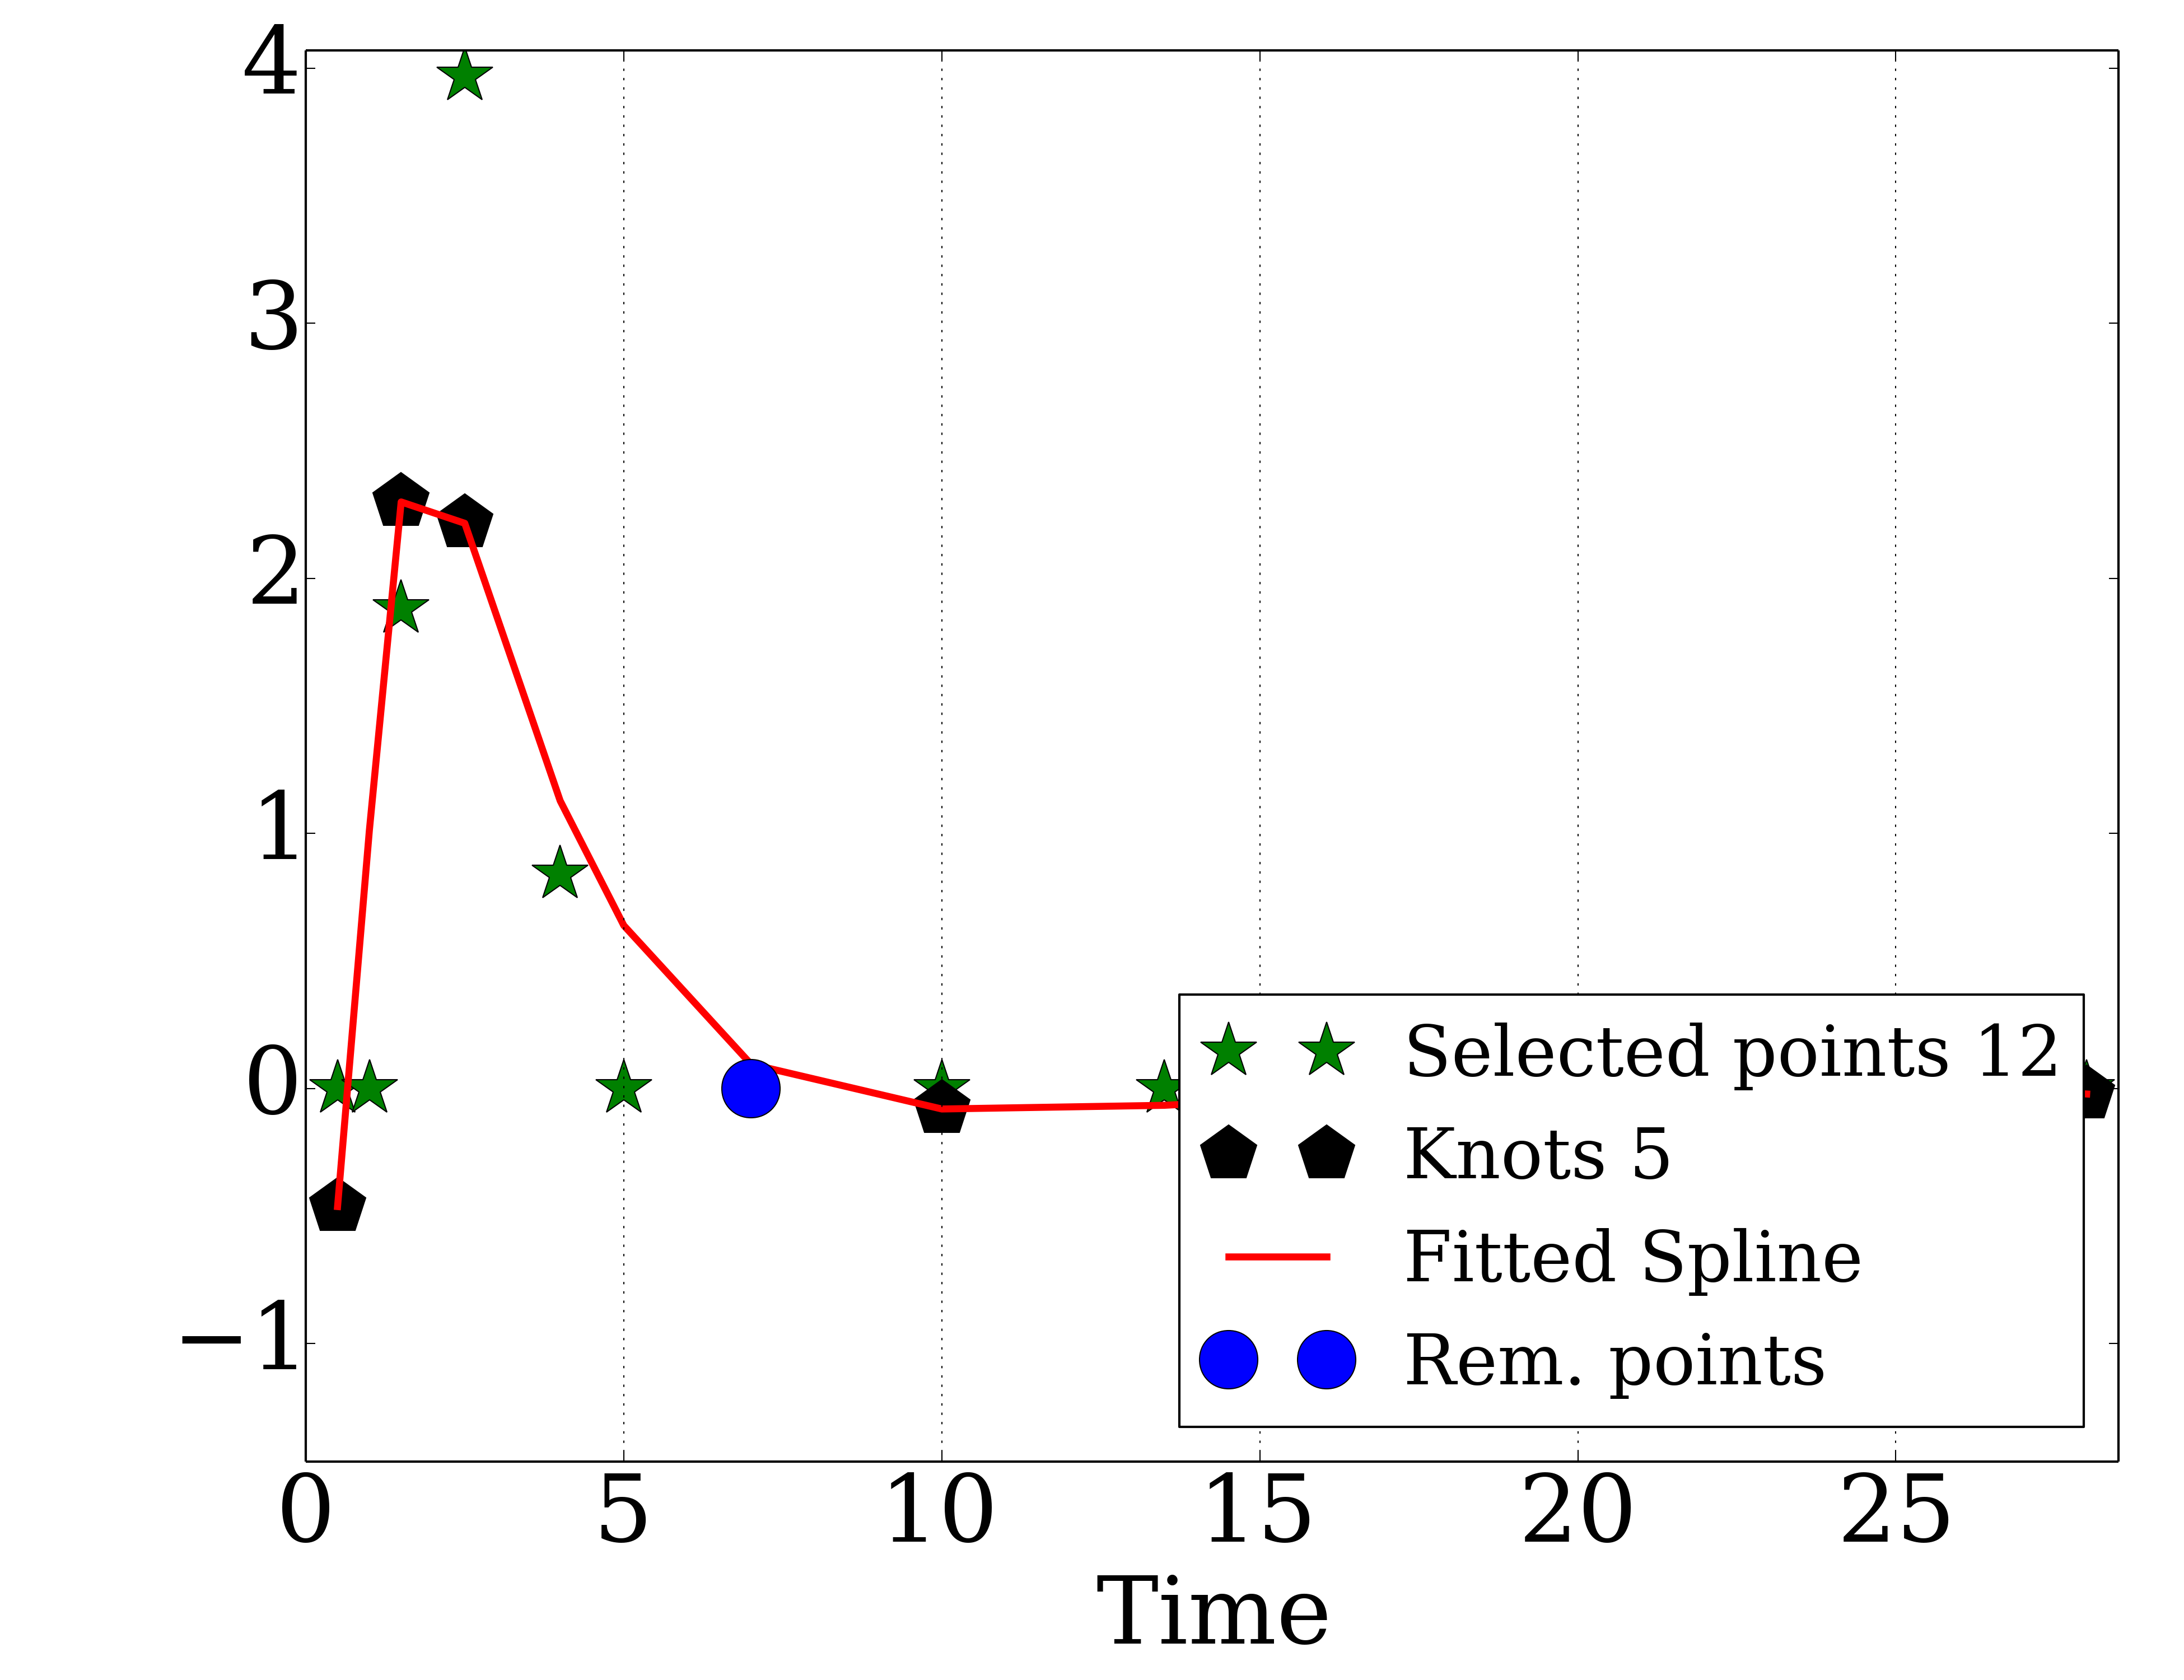 4
3
2
1
0
−1
Selected points 12
Knots 5
Fitted Spline
Rem. points
0 5 10 15 20 25
Time